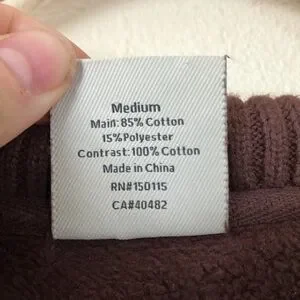 Medium
Main: 85% Cotton
15% Polyester
Contrast: 100% Cotton
Made in China
RN#150115
CA#40482